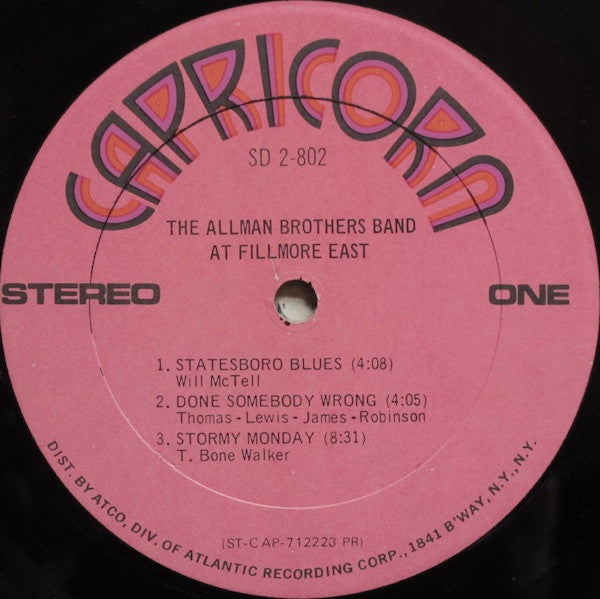 CAPRICORN
SD 2-802
THE ALLMAN BROTHERS BAND
AT FILLMORE EAST
STEREO
ONE
1. STATESBORO BLUES (4:08)
Will McTell
2. DONE SOMEBODY WRONG (4:05)
Thomas - Lewis - James - Robinson
3. STORMY MONDAY (8:31)
T. Bone Walker
(ST-CAP-712223 PR)
DIST. BY ATCO, DIV. OF ATLANTIC RECORDING CORP., 1841 B'WAY, N.Y., N.Y.